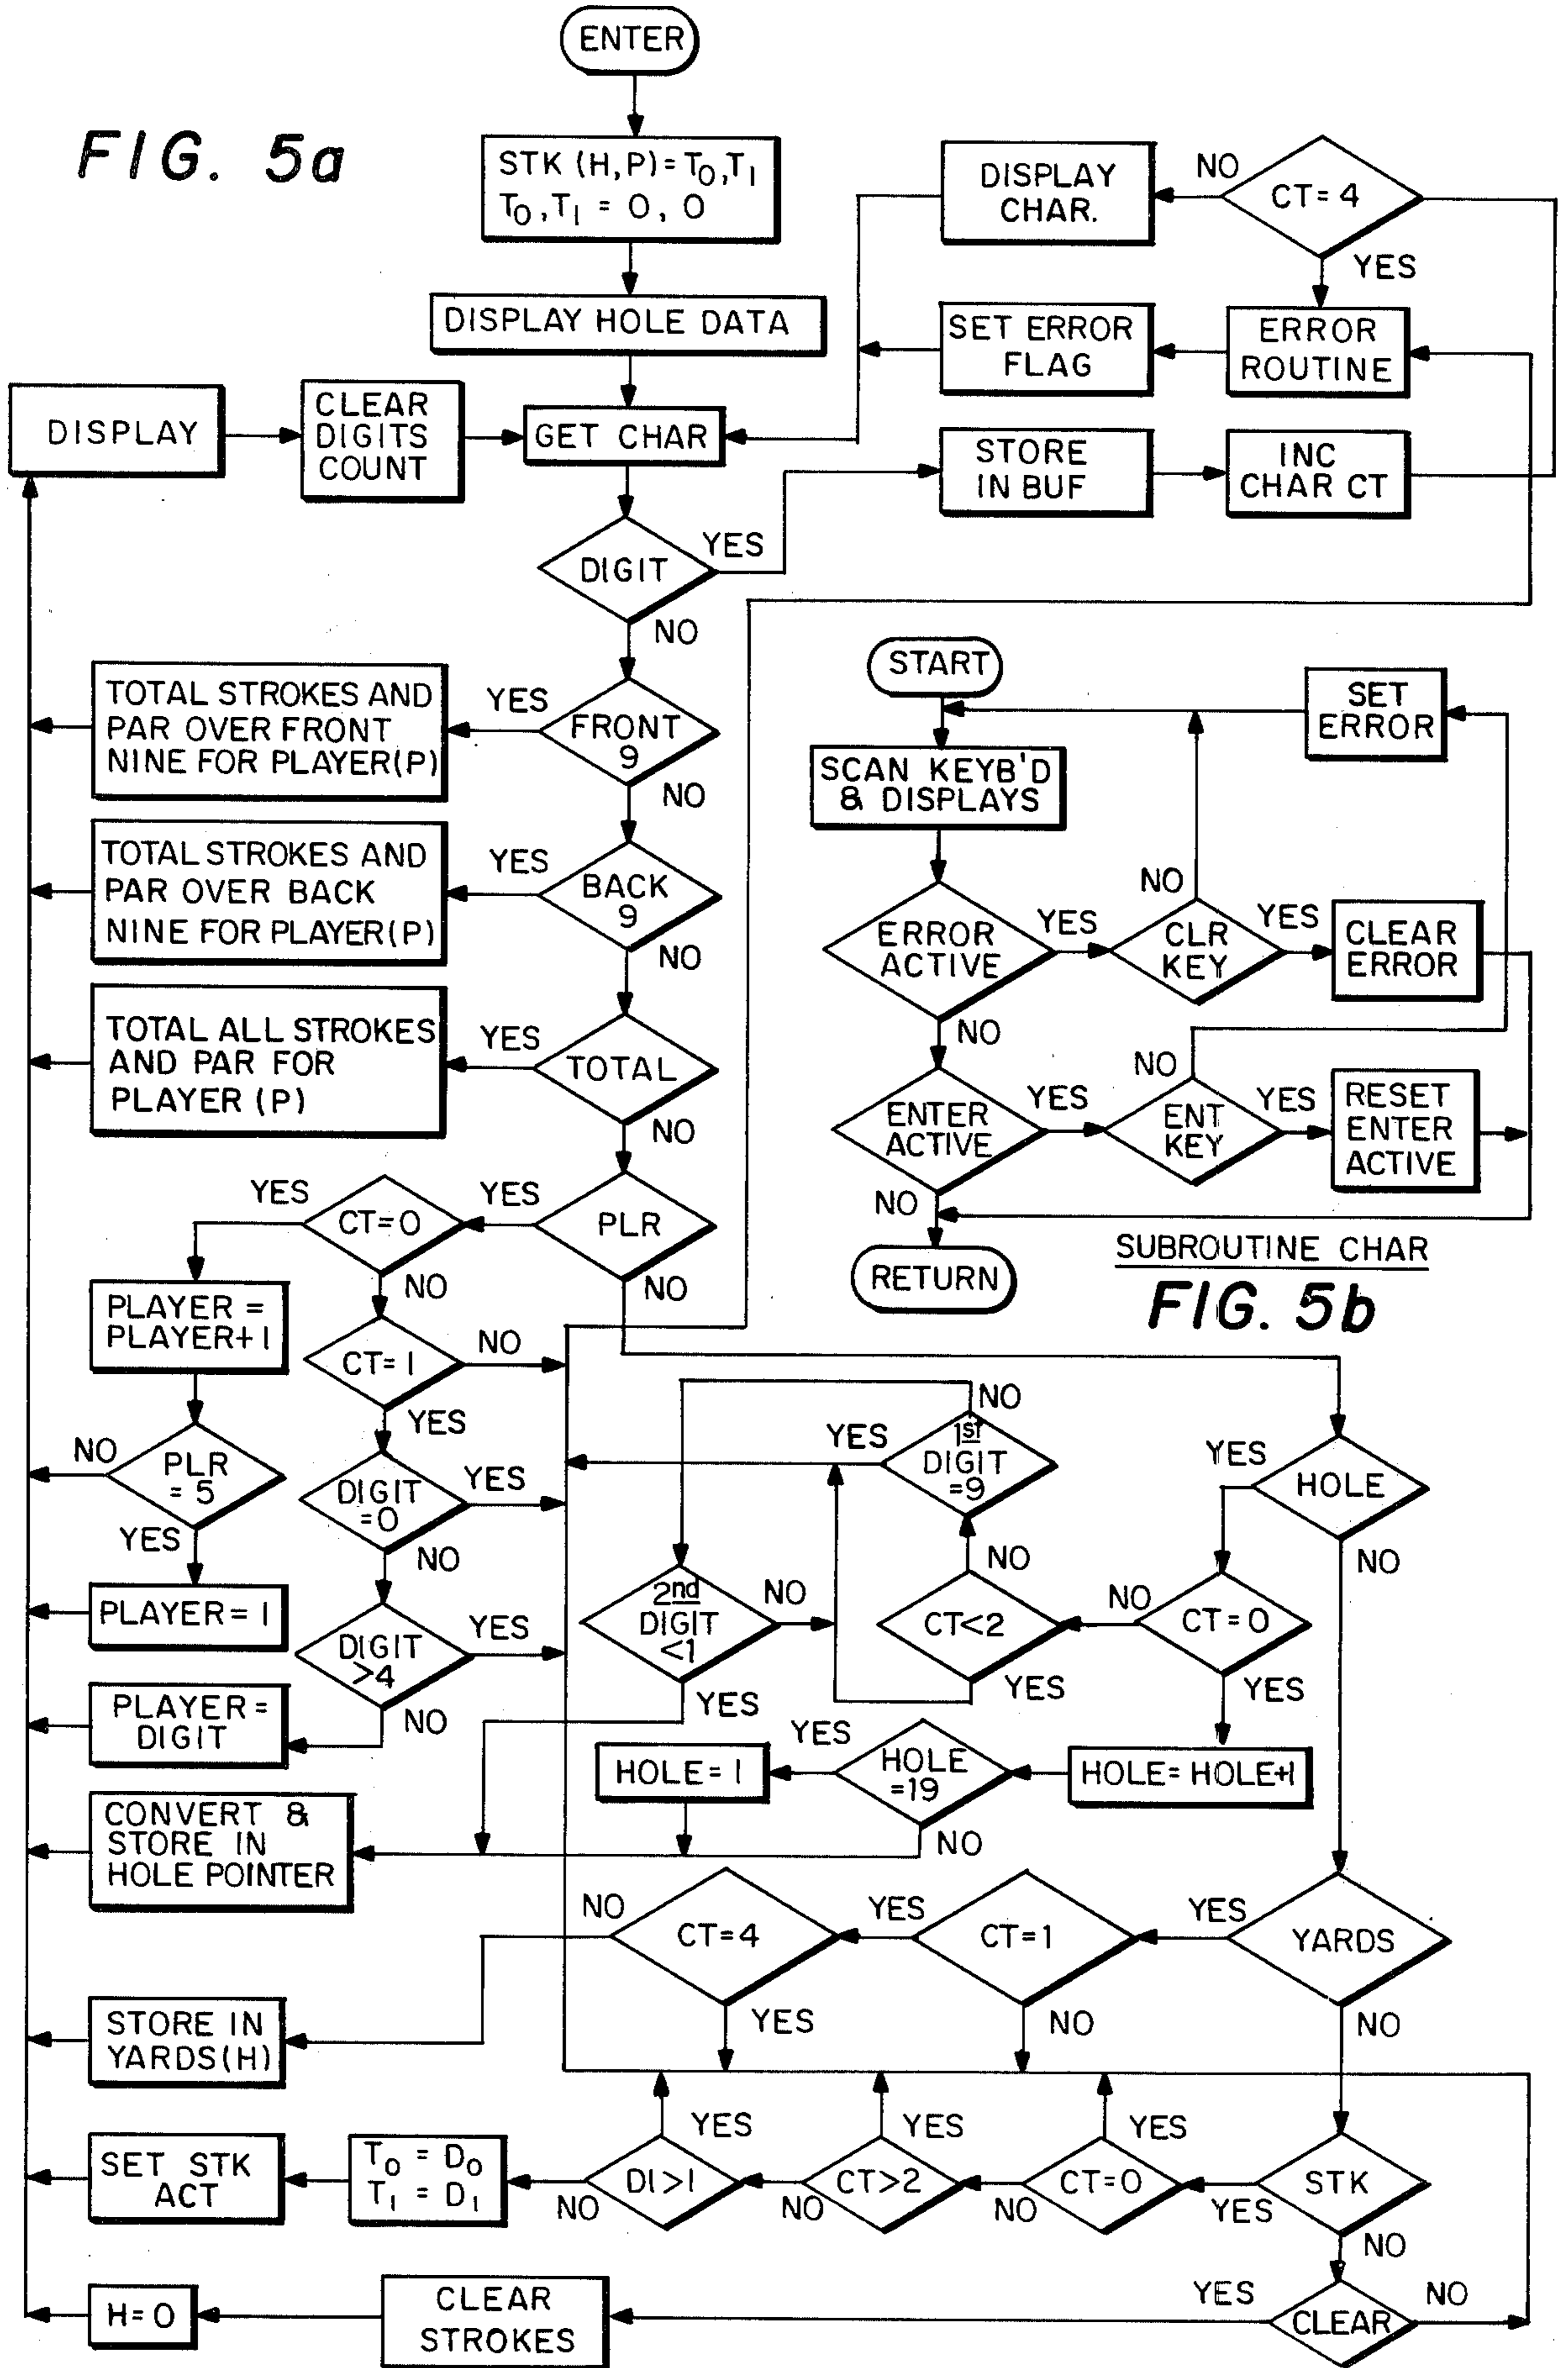 ENTER
FIG. 5a
STK (H,P)=T0,T1
T0,T1 = 0, 0
DISPLAY HOLE DATA
DISPLAY
CHAR.
NO
CT=4
YES
SET ERROR
FLAG
ERROR
ROUTINE
DISPLAY
CLEAR
DIGITS
COUNT
GET CHAR
STORE
IN BUF
INC
CHAR CT
DIGIT
YES
NO
TOTAL STROKES AND
PAR OVER FRONT
NINE FOR PLAYER(P)
YES
FRONT
9
NO
TOTAL STROKES AND
PAR OVER BACK
NINE FOR PLAYER(P)
YES
BACK
9
NO
TOTAL ALL STROKES
AND PAR FOR
PLAYER (P)
YES
TOTAL
NO
START
SCAN KEYB'D
& DISPLAYS
SET
ERROR
ERROR
ACTIVE
YES
NO
CLR
KEY
NO
YES
CLEAR
ERROR
ENTER
ACTIVE
YES
NO
ENT
KEY
NO
YES
RESET
ENTER
ACTIVE
RETURN
SUBROUTINE CHAR
FIG. 5b
YES
CT=0
YES
PLR
NO
NO
PLAYER =
PLAYER+1
CT=1
NO
YES
NO
PLR
=5
YES
DIGIT
=0
YES
NO
PLAYER=1
DIGIT
>4
YES
NO
PLAYER=
DIGIT
NO
YES
1st
DIGIT
=9
YES
HOLE
NO
2nd
DIGIT
<1
NO
YES
NO
CT<2
YES
NO
CT=0
YES
HOLE=1
YES
HOLE
=19
NO
HOLE=HOLE+1
CONVERT &
STORE IN
HOLE POINTER
NO
CT=4
YES
YES
CT=1
NO
YES
YARDS
NO
STORE IN
YARDS(H)
SET STK
ACT
T0 = D0
T1 = D1
NO
DI>1
YES
NO
CT>2
YES
NO
CT=0
YES
YES
STK
NO
H=0
CLEAR
STROKES
YES
CLEAR
NO